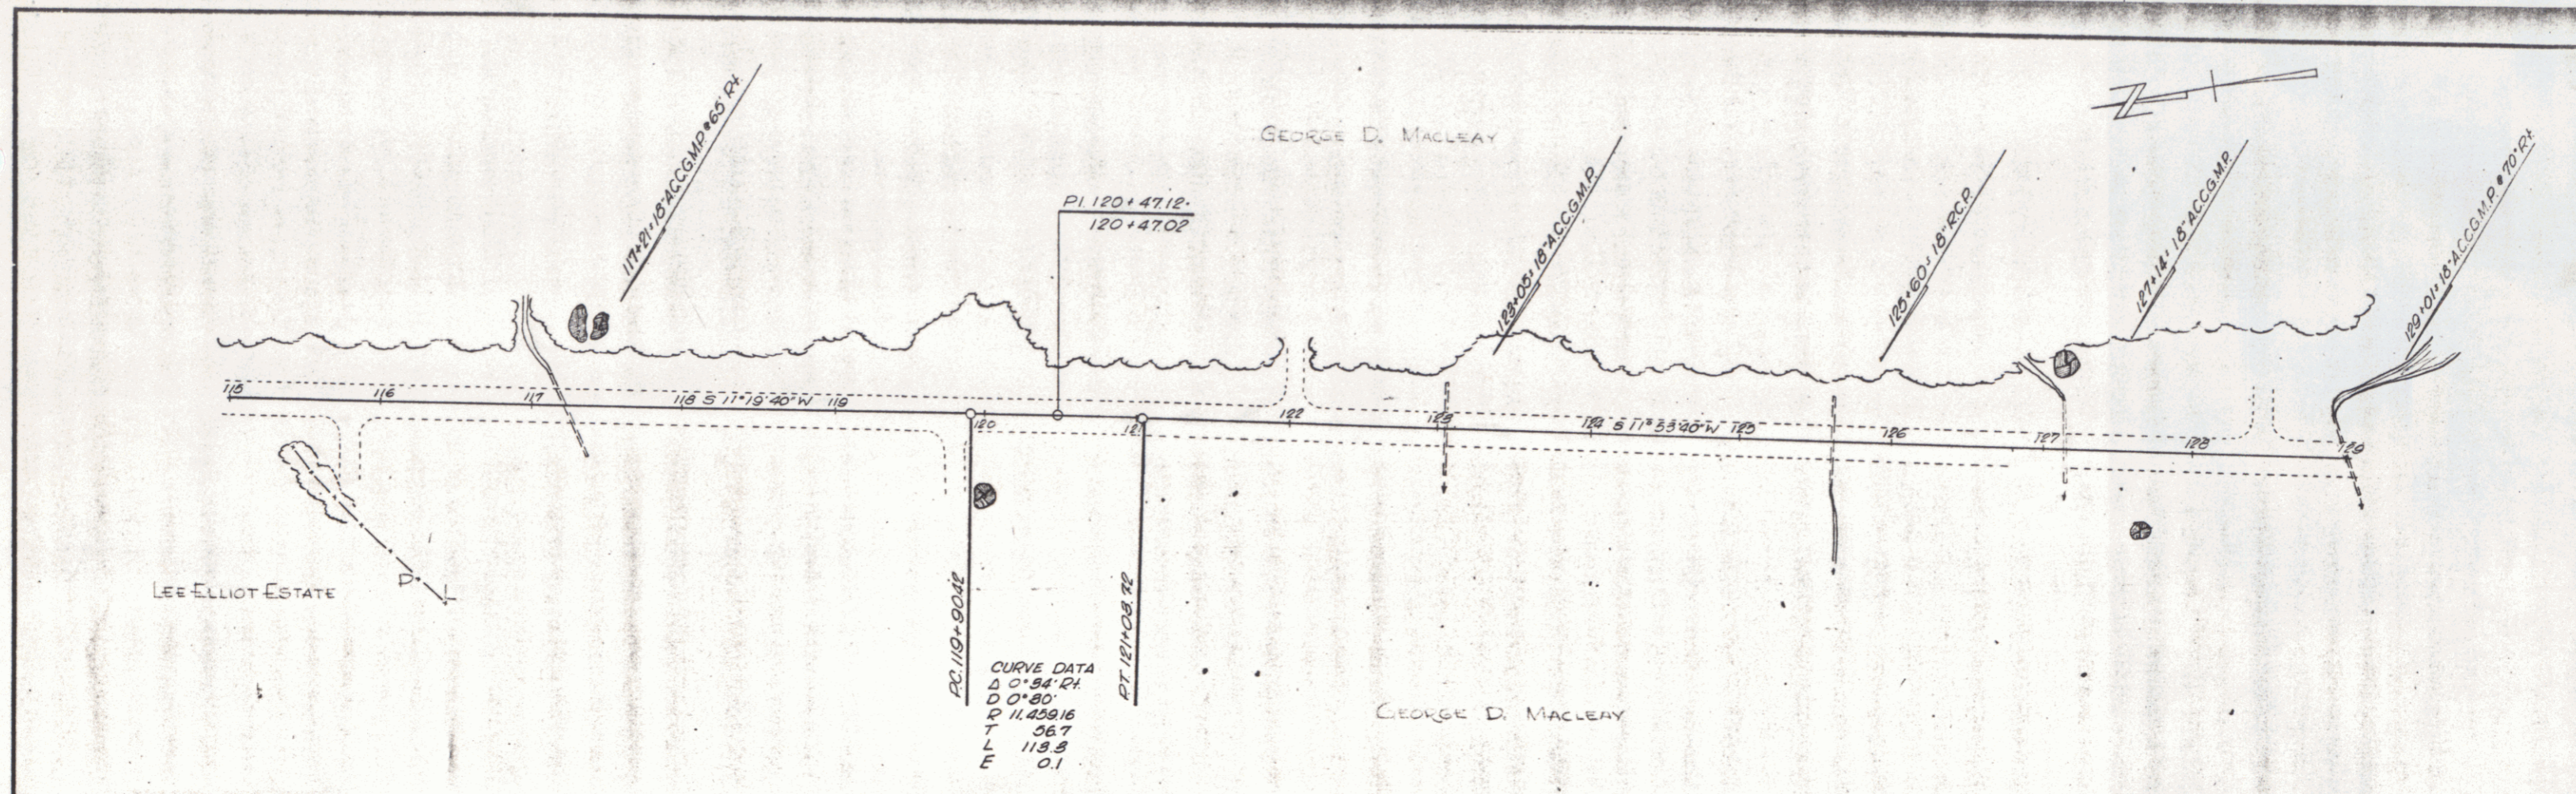 GEORGE D. MACLEAY
N
117+21± 18" A.C.C.G.M.P. @ 65° Rt.
P.I. 120+47.12
120+47.02
123+05± 18" A.C.C.G.M.P.
125+60± 18" R.C.P.
127+14± 18" A.C.C.G.M.P.
129+01± 18" A.C.C.G.M.P. @ 70° Rt.
115
116
117
118 S 11° 19' 40" W 119
120
121
122
123
124 S 11° 53' 40" W 125
126
127
128
129
P. L
LEE ELLIOT ESTATE
P.C. 119+90.42
P.T. 121+03.72
CURVE DATA
Δ 0° 34' Rt.
D 0° 30'
R 11,459.16
T 56.7
L 113.3
E 0.1
GEORGE D. MACLEAY